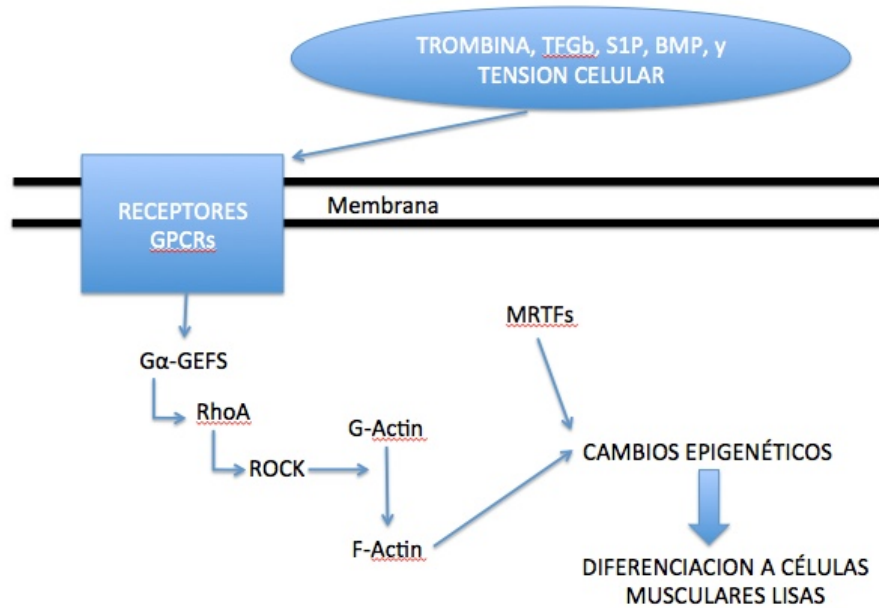 TROMBINA, TFGb, S1P, BMP, y
TENSION CELULAR
RECEPTORES
GPCRs
Membrana
MRTFs
Gα-GEFS
RhoA
G-Actin
ROCK
CAMBIOS EPIGENÉTICOS
F-Actin
DIFERENCIACION A CÉLULAS
MUSCULARES LISAS